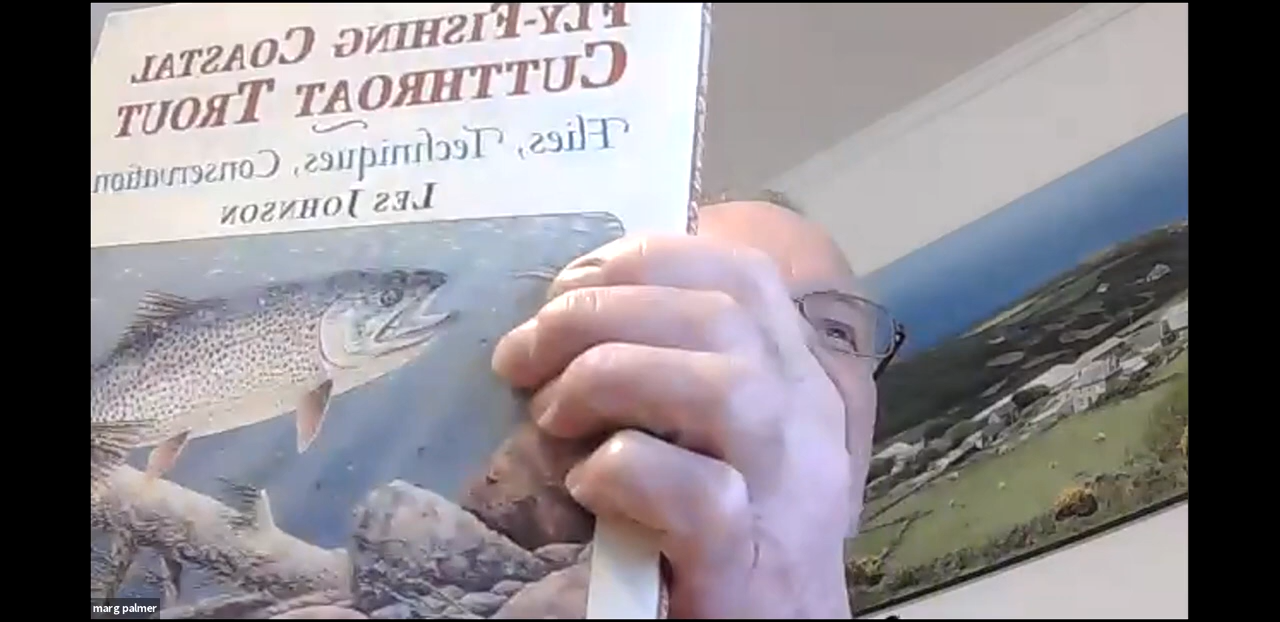 FLY-FISHING COASTAL
CUTTHROAT TROUT
Flies, Techniques, Conservation
LES JOHNSON
marg palmer